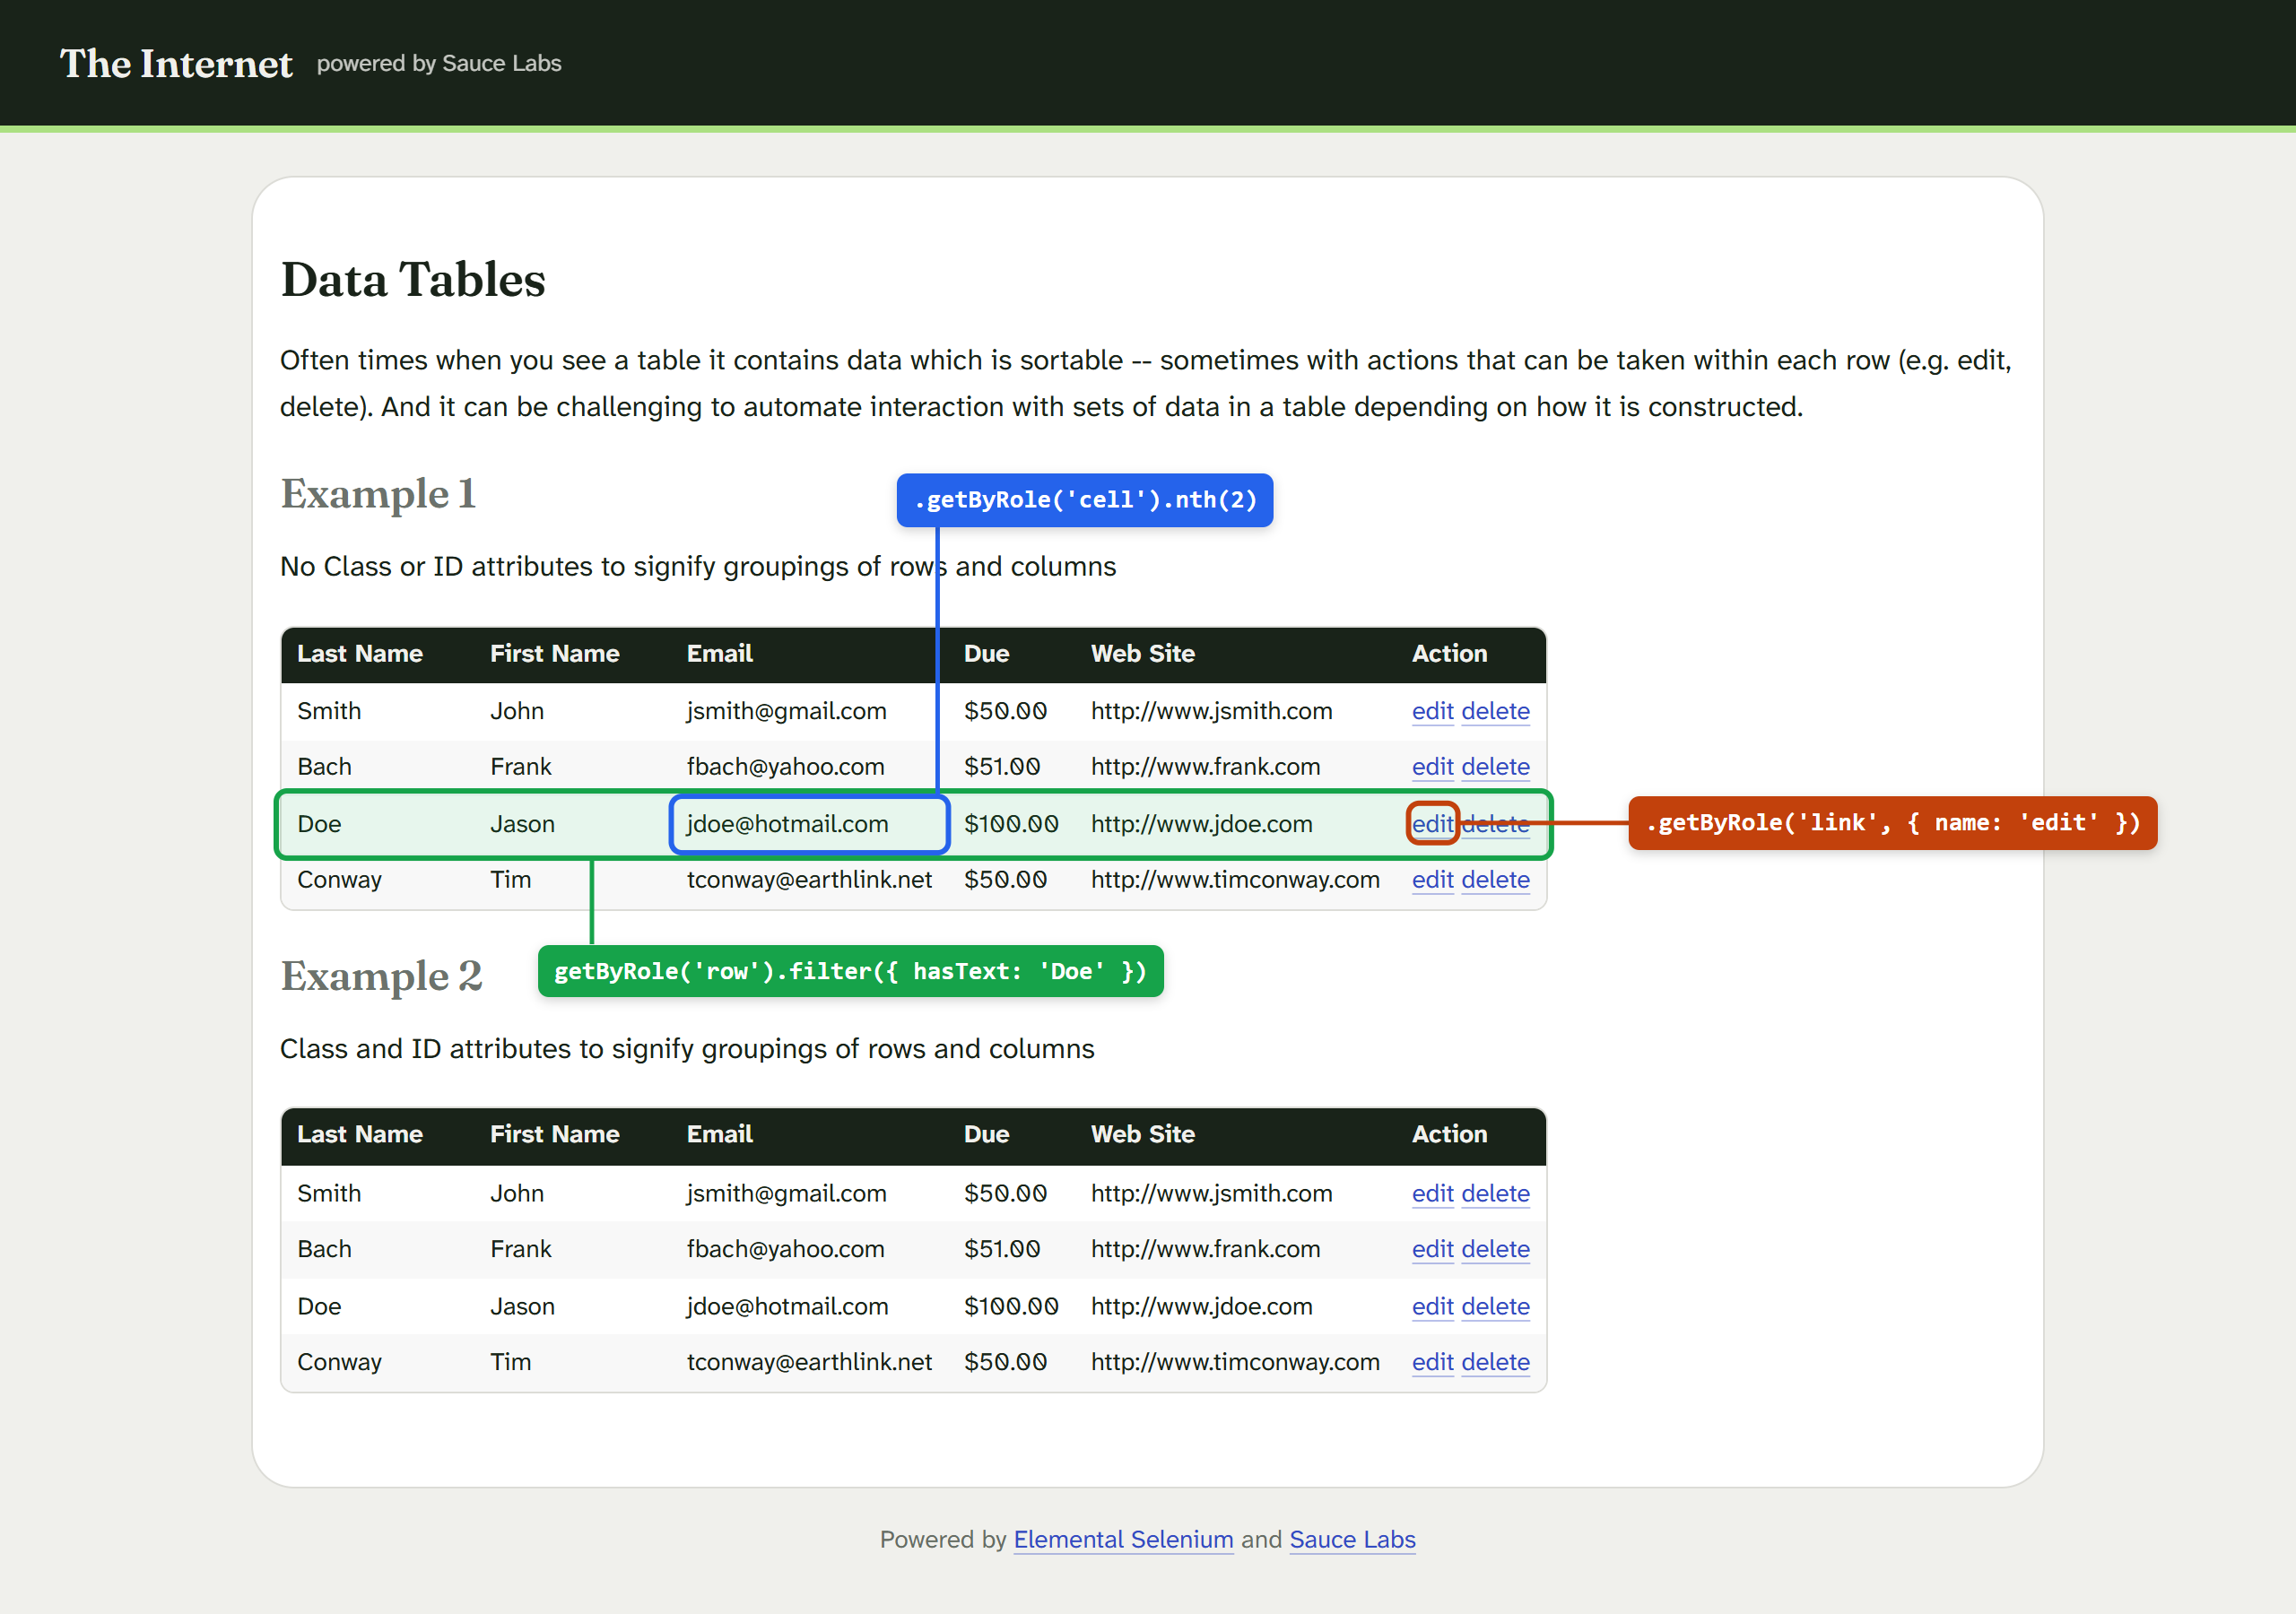 The Internet powered by Sauce Labs
Data Tables
Often times when you see a table it contains data which is sortable -- sometimes with actions that can be taken within each row (e.g. edit,
delete). And it can be challenging to automate interaction with sets of data in a table depending on how it is constructed.
Example 1
.getByRole('cell').nth(2)
No Class or ID attributes to signify groupings of rows and columns
Last Name First Name Email Due Web Site Action
Smith John jsmith@gmail.com $50.00 http://www.jsmith.com edit delete
Bach Frank fbach@yahoo.com $51.00 http://www.frank.com edit delete
Doe Jason jdoe@hotmail.com $100.00 http://www.jdoe.com edit delete
.getByRole('link', { name: 'edit' })
Conway Tim tconway@earthlink.net $50.00 http://www.timconway.com edit delete
Example 2
getByRole('row').filter({ hasText: 'Doe' })
Class and ID attributes to signify groupings of rows and columns
Last Name First Name Email Due Web Site Action
Smith John jsmith@gmail.com $50.00 http://www.jsmith.com edit delete
Bach Frank fbach@yahoo.com $51.00 http://www.frank.com edit delete
Doe Jason jdoe@hotmail.com $100.00 http://www.jdoe.com edit delete
Conway Tim tconway@earthlink.net $50.00 http://www.timconway.com edit delete
Powered by Elemental Selenium and Sauce Labs